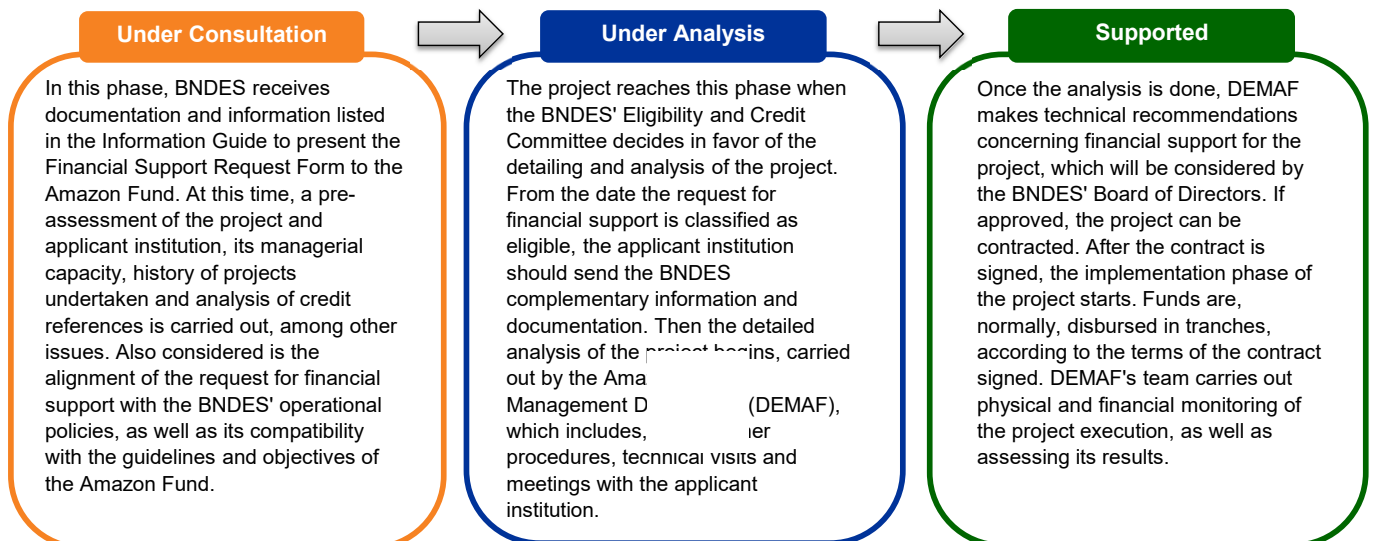 Under Consultation
In this phase, BNDES receives
documentation and information listed
in the Information Guide to present the
Financial Support Request Form to the
Amazon Fund. At this time, a pre-
assessment of the project and
applicant institution, its managerial
capacity, history of projects
undertaken and analysis of credit
references is carried out, among other
issues. Also considered is the
alignment of the request for financial
support with the BNDES' operational
policies, as well as its compatibility
with the guidelines and objectives of
the Amazon Fund.
Under Analysis
The project reaches this phase when
the BNDES' Eligibility and Credit
Committee decides in favor of the
detailing and analysis of the project.
From the date the request for
financial support is classified as
eligible, the applicant institution
should send the BNDES
complementary information and
documentation. Then the detailed
analysis of the project begins, carried
out by the
Management (DEMAF),
which includes,
procedures, technical visits and
meetings with the applicant
institution.
Supported
Once the analysis is done, DEMAF
makes technical recommendations
concerning financial support for the
project, which will be considered by
the BNDES' Board of Directors. If
approved, the project can be
contracted. After the contract is
signed, the implementation phase of
the project starts. Funds are,
normally, disbursed in tranches,
according to the terms of the contract
signed. DEMAF's team carries out
physical and financial monitoring of
the project execution, as well as
assessing its results.